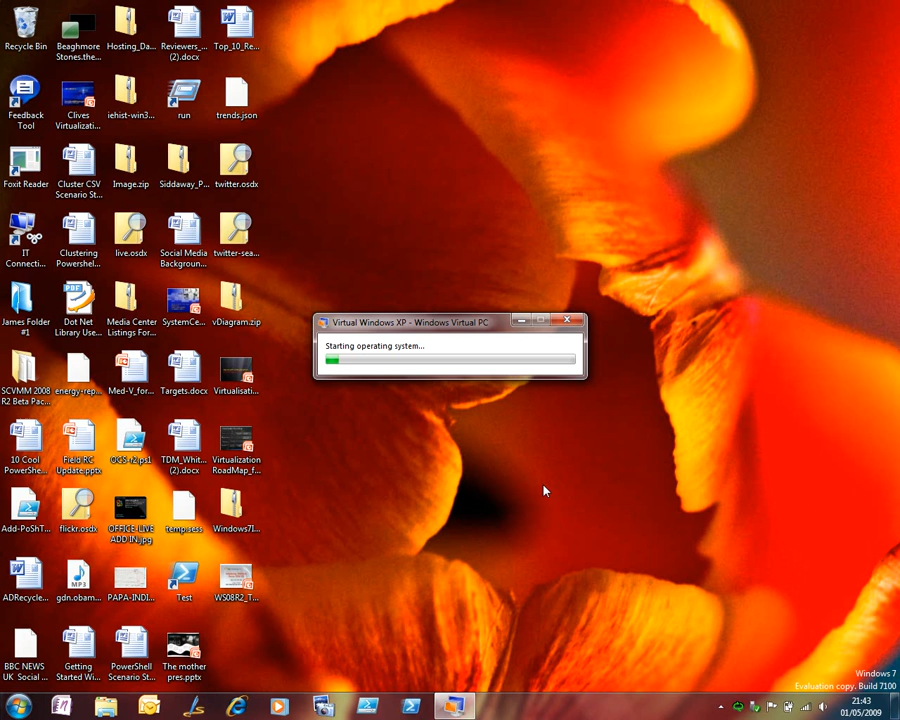 Recycle Bin
Beaghmore
Stones.the...
Hosting_Da...
Reviewers_...
(2).docx
Top_10_Re...
Feedback
Tool
Clives
Virtualizati...
iehist-win3...
run
trends.json
Foxit Reader
Cluster CSV
Scenario St...
Image.zip
Siddaway_P...
twitter.osdx
IT
Connecti...
Clustering
Powershel...
live.osdx
Social Media
Backgroun...
twitter-sea...
James Folder
#1
Dot Net
Library Use...
Media Center
Listings For...
SystemCe...
vDiagram.zip
SCVMM 2008
R2 Beta Pac...
energy-rep...
Med-V_for...
Targets.docx
Virtualisati...
10 Cool
PowerShe...
Field RC
Update.pptx
OCS-r2.ps1
TDM_Whit...
(2).docx
Virtualization
RoadMap_f...
Add-PoShT...
flickr.osdx
OFFICE-LIVE
ADD IN.jpg
temp.sess
Windows7I...
ADRecycle...
gdn.obam...
PAPA-INDI...
Test
WS08R2_T...
BBC NEWS
UK Social ...
Getting
Started Wi...
PowerShell
Scenario St...
The mother
pres.pptx
Virtual Windows XP - Windows Virtual PC
Starting operating system...
Windows 7
Evaluation copy. Build 7100
21:43
01/05/2009